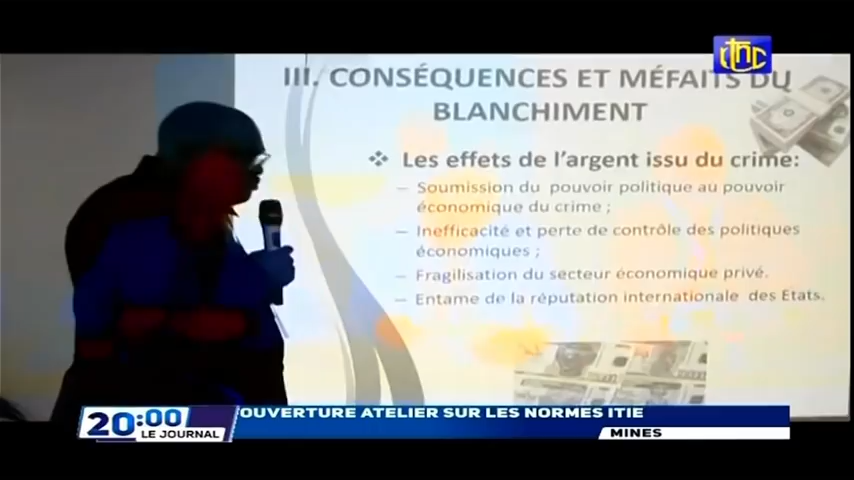 rtnc
III. CONSÉQUENCES ET MÉFAITS DU
BLANCHIMENT
❖ Les effets de l'argent issu du crime:
– Soumission du pouvoir politique au pouvoir
économique du crime ;
– Inefficacité et perte de contrôle des politiques
économiques ;
– Fragilisation du secteur économique privé.
– Entame de la réputation internationale des Etats.
20:00
LE JOURNAL
OUVERTURE ATELIER SUR LES NORMES ITIE
MINES